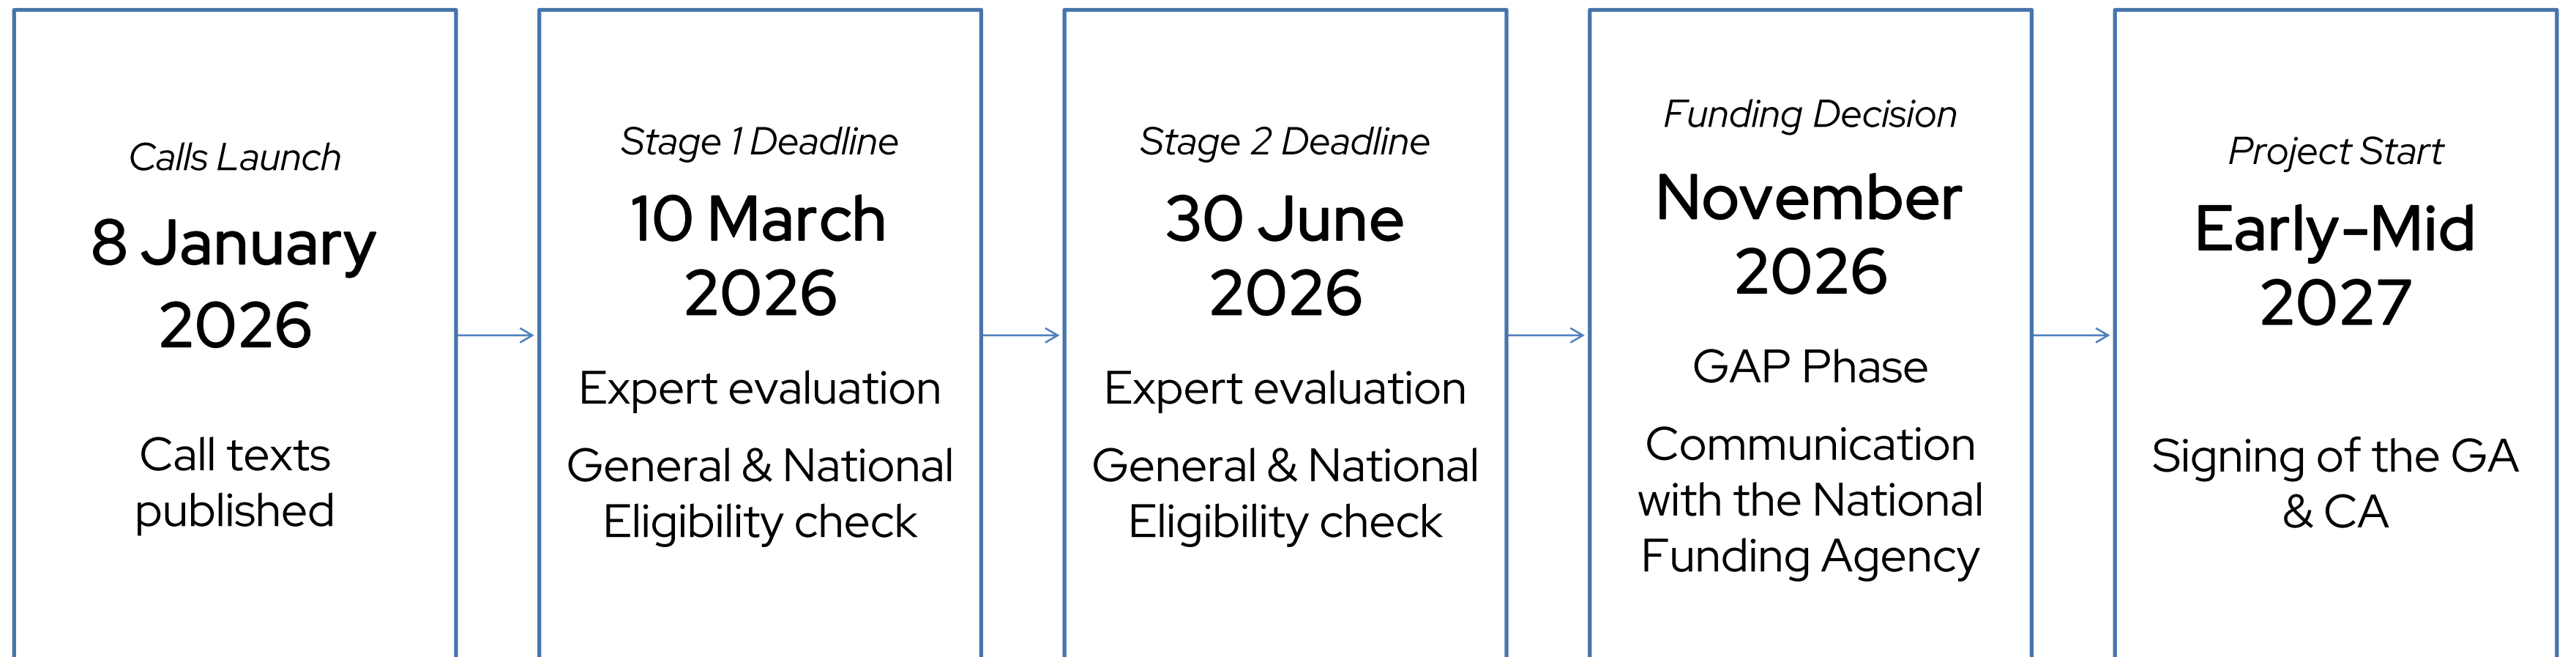 Calls Launch
8 January
2026
Call texts
published
Stage 1 Deadline
10 March
2026
Expert evaluation
General & National
Eligibility check
Stage 2 Deadline
30 June
2026
Expert evaluation
General & National
Eligibility check
Funding Decision
November
2026
GAP Phase
Communication
with the National
Funding Agency
Project Start
Early-Mid
2027
Signing of the GA
& CA